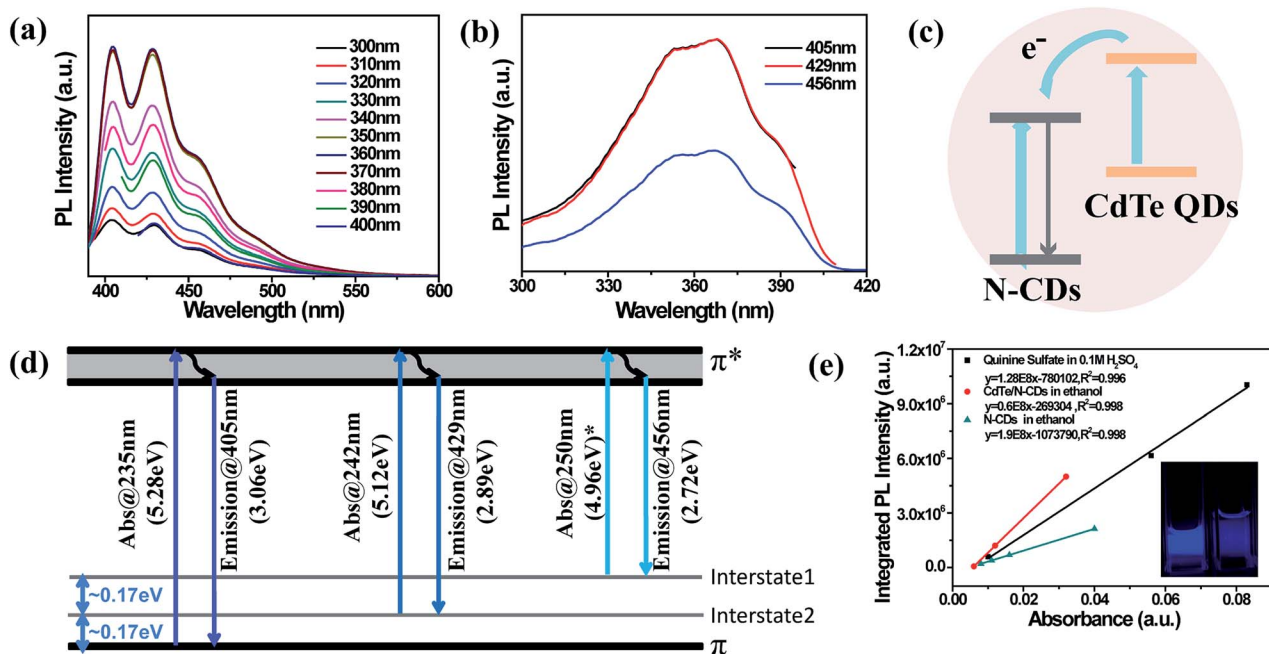 (a)
PL Intensity (a.u.)
300nm
310nm
320nm
330nm
340nm
350nm
360nm
370nm
380nm
390nm
400nm
400 450 500 550 600
Wavelength (nm)
(b)
PL Intensity (a.u.)
405nm
429nm
456nm
300 330 360 390 420
Wavelength (nm)
(c)
e⁻
CdTe QDs
N-CDs
(d)
π*
Abs@235nm
(5.28eV)
Emission@405nm
(3.06eV)
Abs@242nm
(5.12eV)
Emission@429nm
(2.89eV)
Abs@250nm
(4.96eV)*
Emission@456nm
(2.72eV)
Interstate1
~0.17eV
Interstate2
~0.17eV
π
(e)
Integrated PL Intensity (a.u.)
1.2x10⁷
9.0x10⁶
6.0x10⁶
3.0x10⁶
0.0
Quinine Sulfate in 0.1M H₂SO₄
y=1.28E8x-780102,R²=0.996
CdTe/N-CDs in ethanol
y=0.6E8x-269304 ,R²=0.998
N-CDs in ethanol
y=1.9E8x-1073790,R²=0.998
0.00 0.02 0.04 0.06 0.08
Absorbance (a.u.)